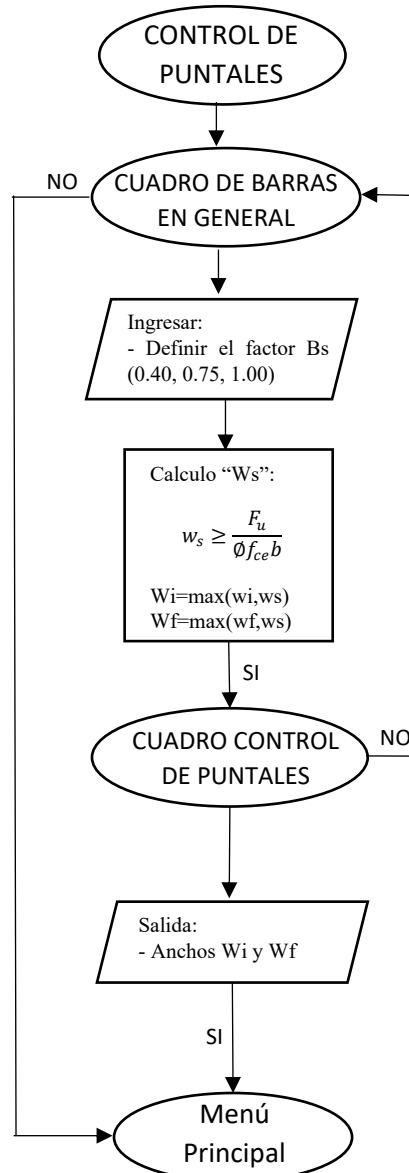 CONTROL DE
PUNTALES
NO
CUADRO DE BARRAS
EN GENERAL
Ingresar:
- Definir el factor Bs
(0.40, 0.75, 1.00)
Calculo “Ws”:
w_s ≥ F_u / Ø f_ce b
Wi=max(wi,ws)
Wf=max(wf,ws)
SI
CUADRO CONTROL
DE PUNTALES
NO
Salida:
- Anchos Wi y Wf
SI
Menú
Principal